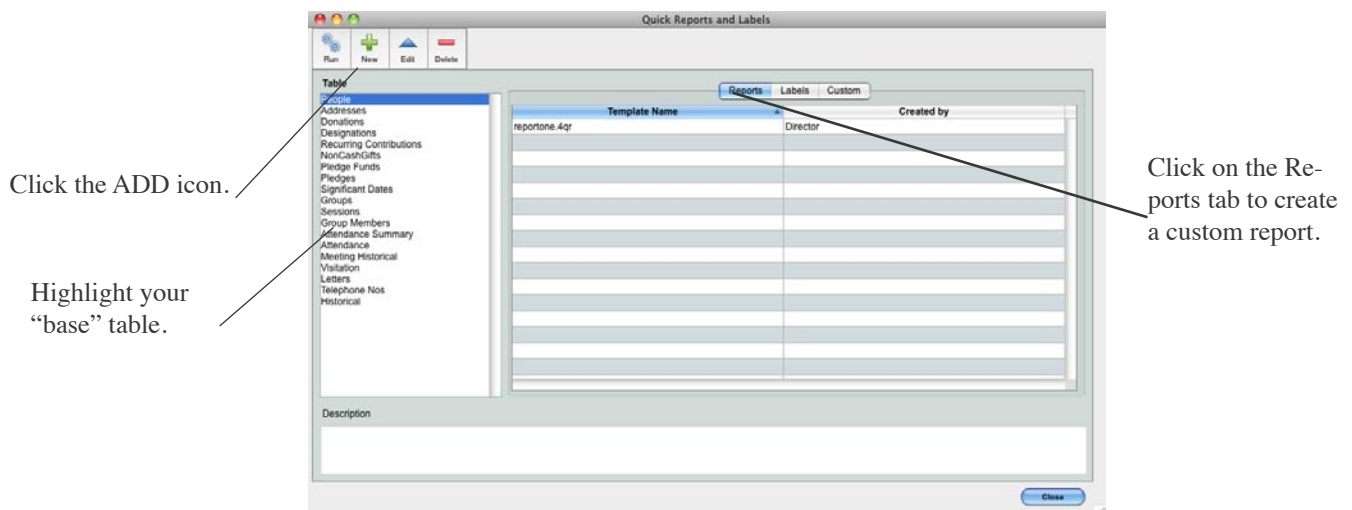 Quick Reports and Labels
Run New Edit Delete
Table
People
Addresses
Donations
Designations
Recurring Contributions
NonCashGifts
Pledge Funds
Pledges
Significant Dates
Groups
Sessions
Group Members
Attendance Summary
Attendance
Meeting Historical
Visitation
Letters
Telephone Nos
Historical
Reports Labels Custom
Template Name Created by
reportone.4qr Director
Description
Close
Click the ADD icon.
Highlight your
“base” table.
Click on the Re-
ports tab to create
a custom report.